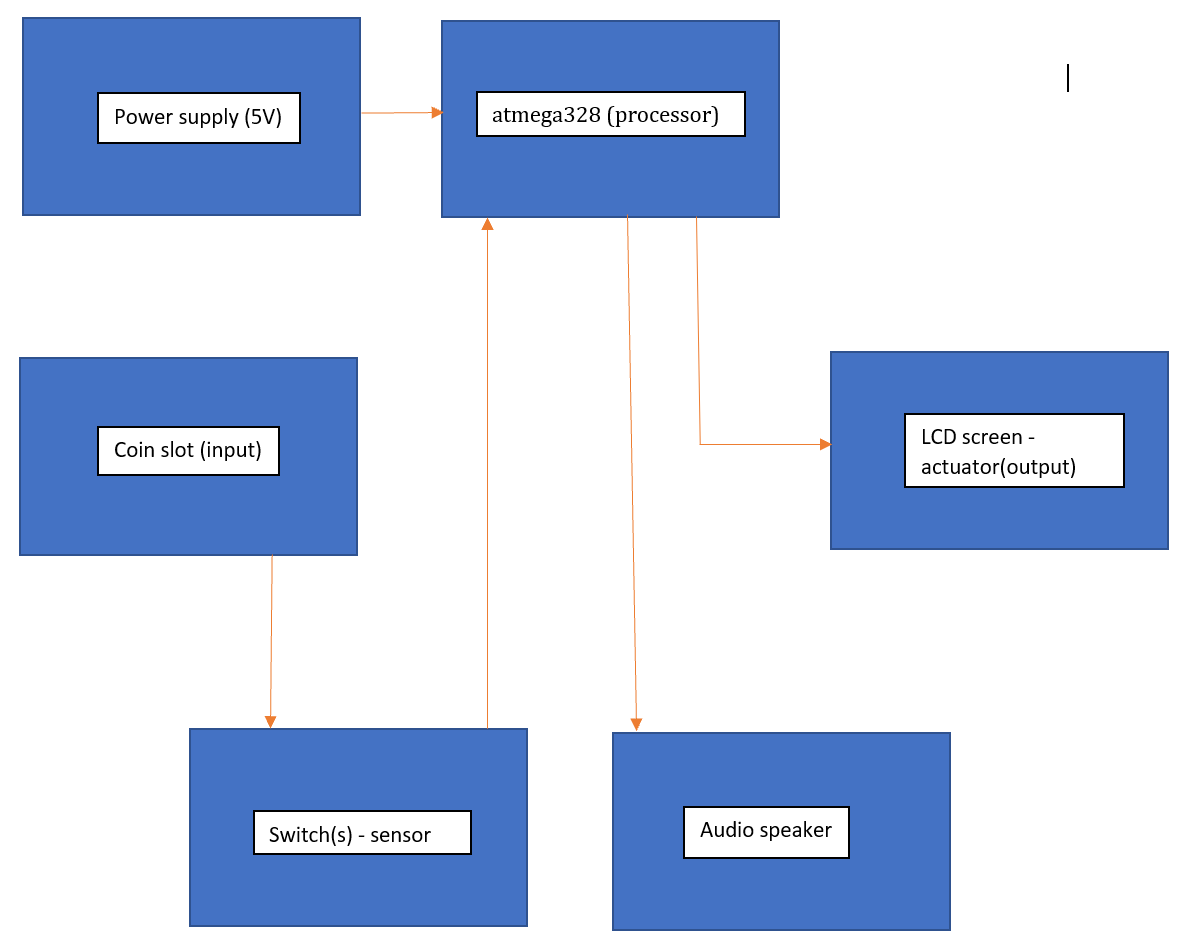 Power supply (5V)
atmega328 (processor)
Coin slot (input)
LCD screen -
actuator(output)
Switch(s) - sensor
Audio speaker